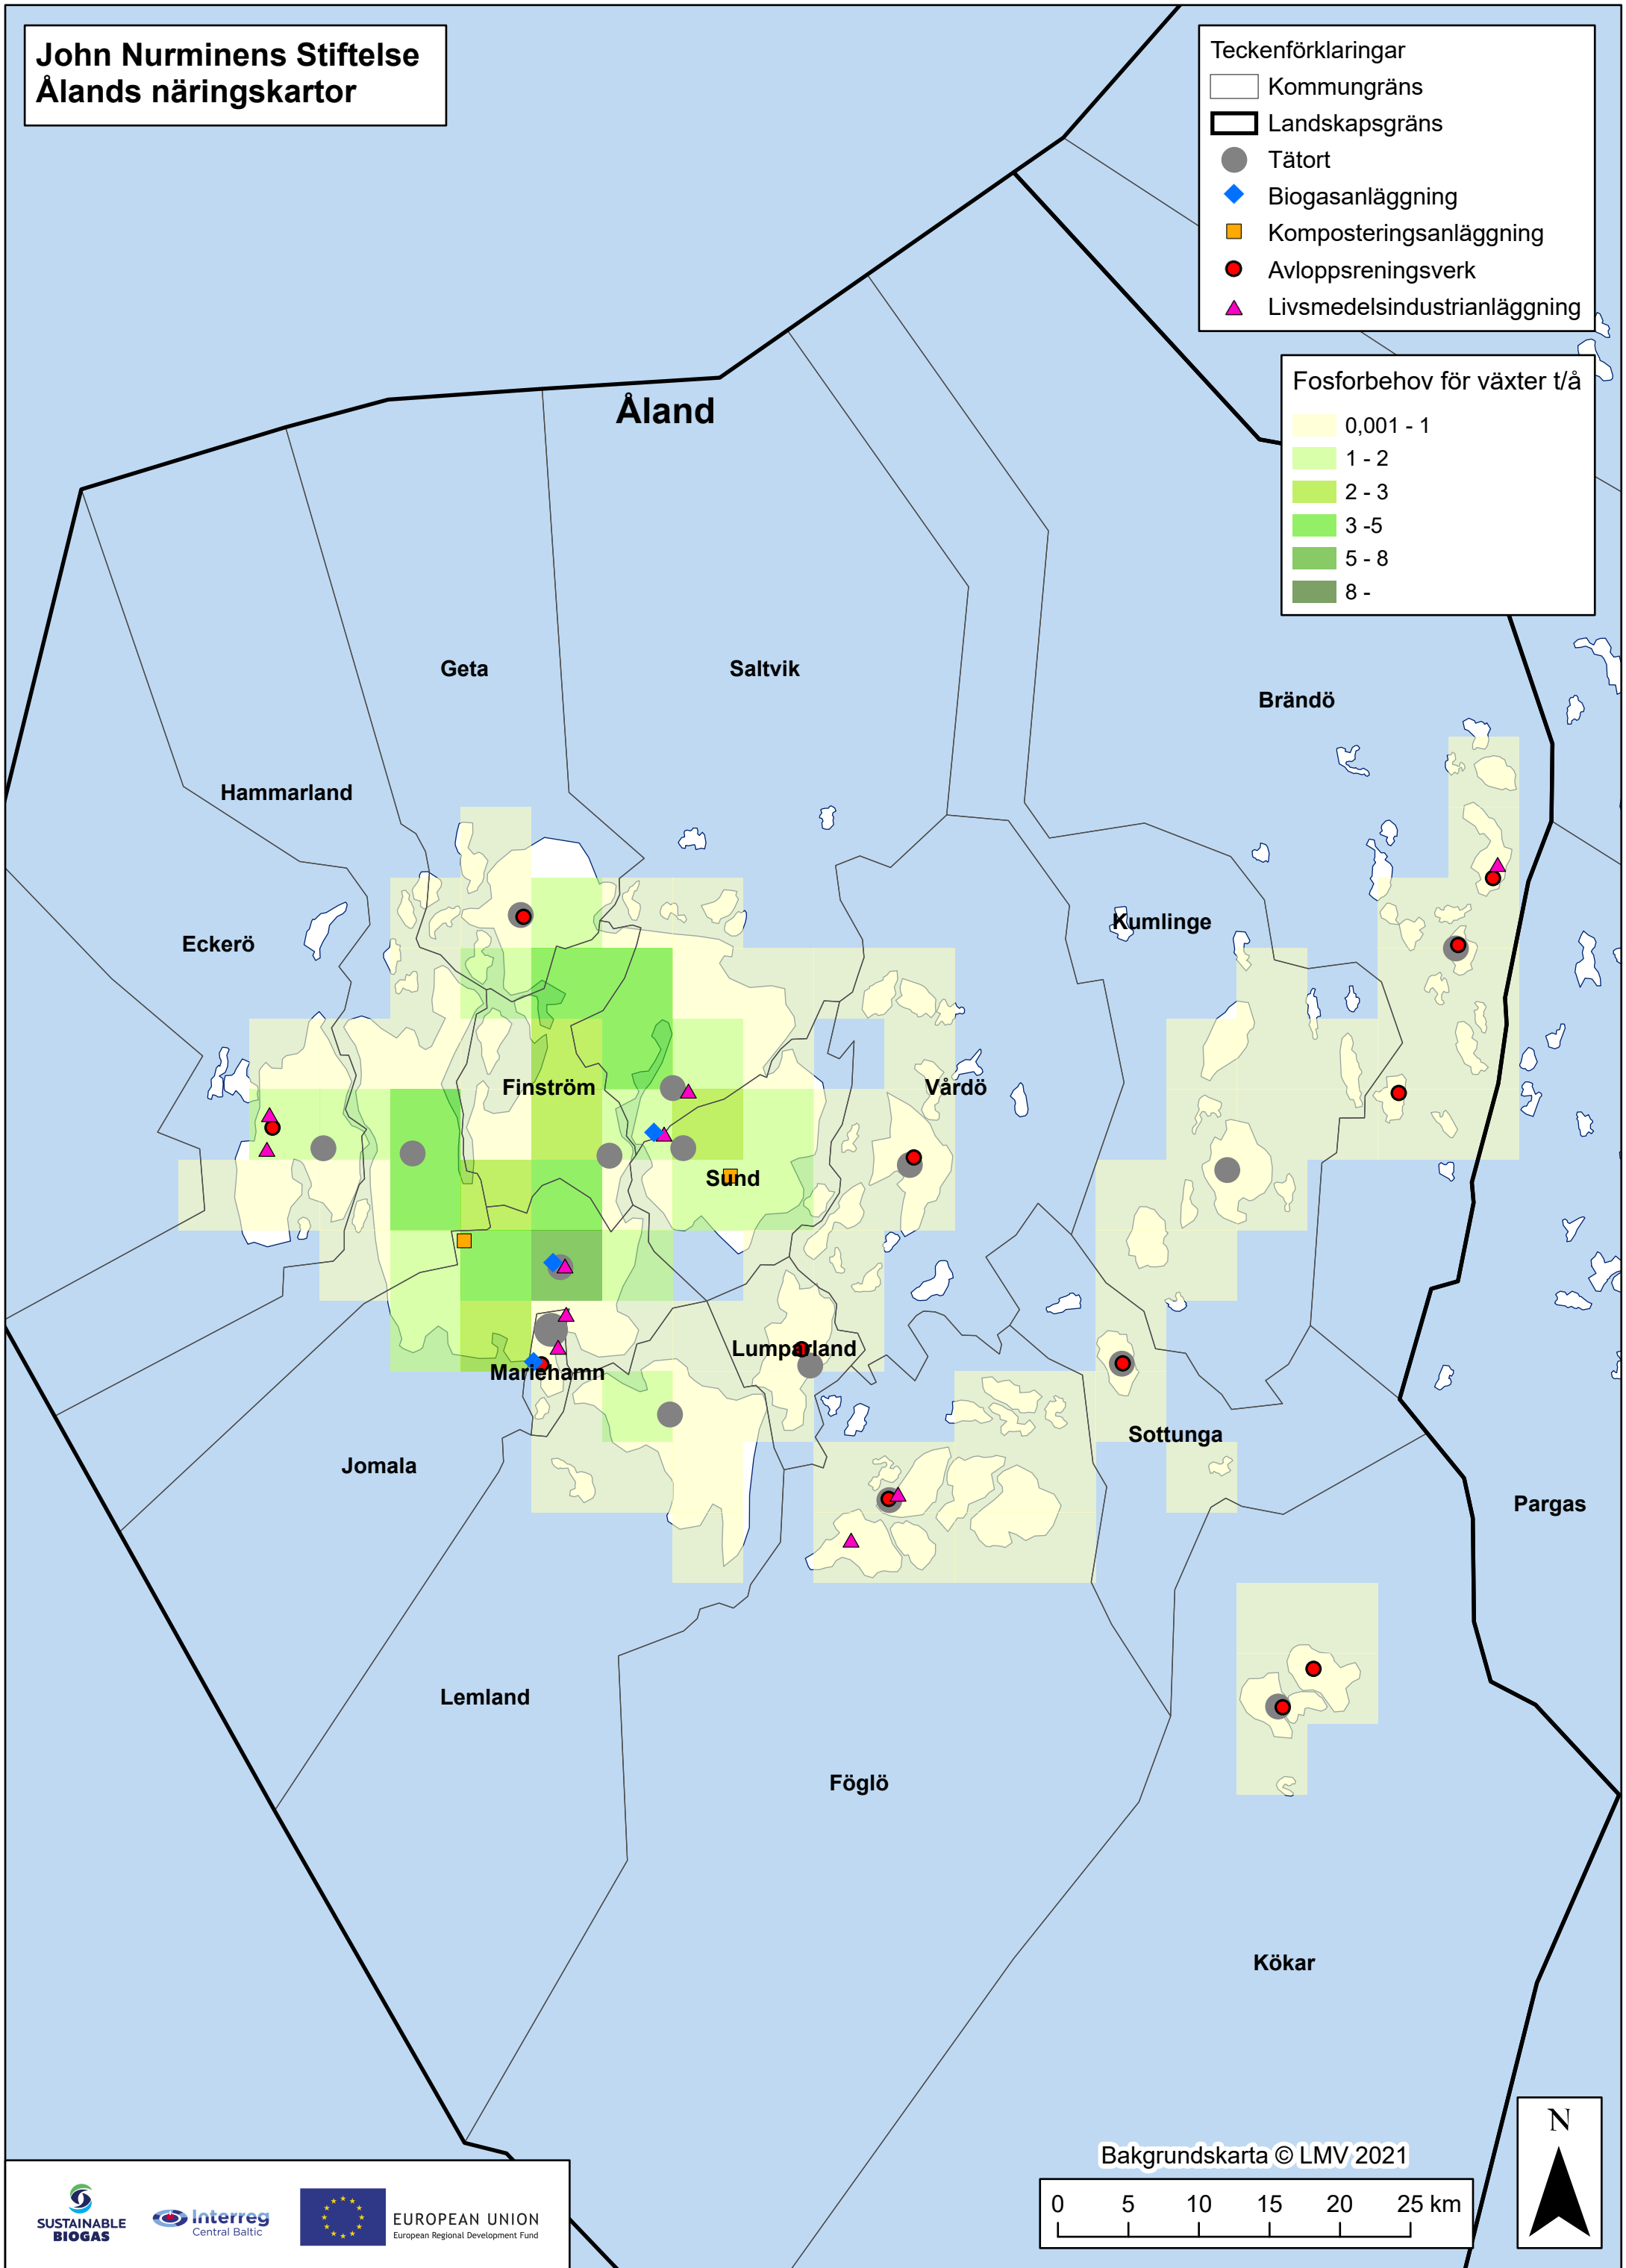 John Nurminens Stiftelse
Ålands näringskartor
Teckenförklaringar
Kommungräns
Landskapsgräns
Tätort
Biogasanläggning
Komposteringsanläggning
Avloppsreningsverk
Livsmedelsindustrianläggning
Fosforbehov för växter t/å
0,001 - 1
1 - 2
2 - 3
3 -5
5 - 8
8 -
Åland
Geta
Saltvik
Brändö
Hammarland
Eckerö
Kumlinge
Finström
Vårdö
Sund
Lumparland
Mariehamn
Sottunga
Jomala
Pargas
Lemland
Föglö
Kökar
N
Bakgrundskarta © LMV 2021
0 5 10 15 20 25 km
SUSTAINABLE
BIOGAS
Interreg
Central Baltic
EUROPEAN UNION
European Regional Development Fund